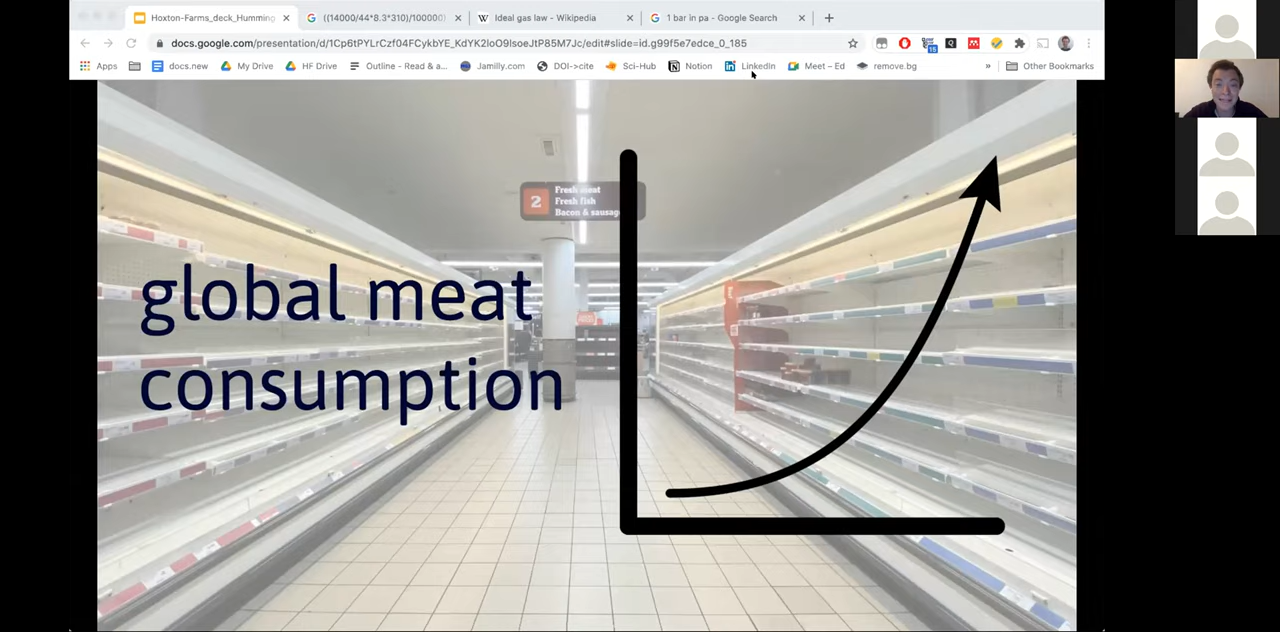 Hoxton-Farms_deck_Humming
((14000/44*8.3*310)/100000)
Ideal gas law - Wikipedia
1 bar in pa - Google Search
docs.google.com/presentation/d/1Cp6tPYLrCzf04FCykbYE_KdYK2loO9lsoeJtP85M7Jc/edit#slide=id.g99f5e7edce_0_185
Apps
docs.new
My Drive
HF Drive
Outline - Read & a...
Jamilly.com
DOI->cite
Sci-Hub
Notion
LinkedIn
Meet – Ed
remove.bg
»
Other Bookmarks
2
Fresh meat
Fresh fish
Bacon & sausage
global meat
consumption